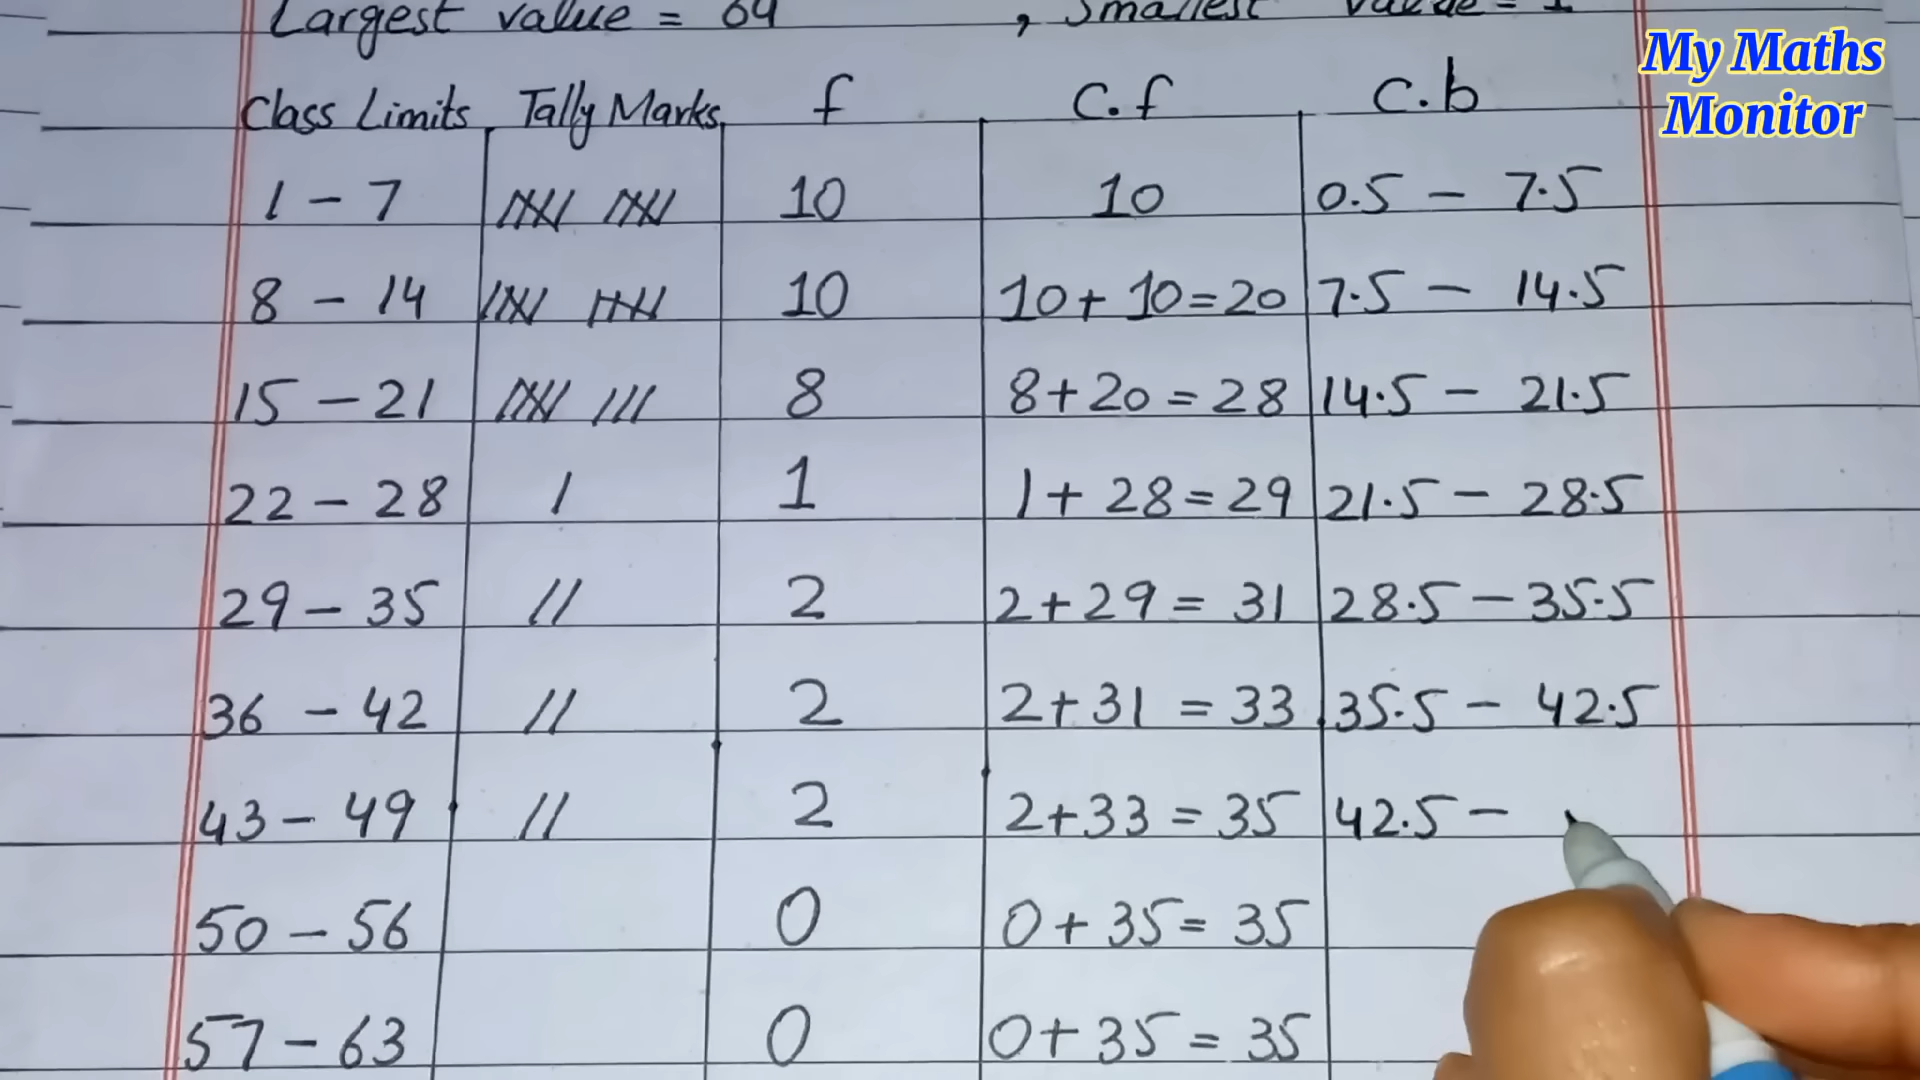 Largest value = 64 , Smallest value = 1
My Maths
Monitor
Class Limits Tally Marks f C.f C.b
1 - 7 10 10 0.5 - 7.5
8 - 14 10 10 + 10 = 20 7.5 - 14.5
15 - 21 8 8 + 20 = 28 14.5 - 21.5
22 - 28 1 1 + 28 = 29 21.5 - 28.5
29 - 35 2 2 + 29 = 31 28.5 - 35.5
36 - 42 2 2 + 31 = 33 35.5 - 42.5
43 - 49 2 2 + 33 = 35 42.5 -
50 - 56 0 0 + 35 = 35
57 - 63 0 0 + 35 = 35